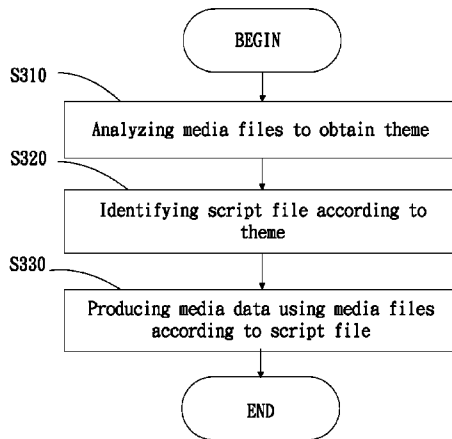 BEGIN
S310
Analyzing media files to obtain theme
S320
Identifying script file according to
theme
S330
Producing media data using media files
according to script file
END